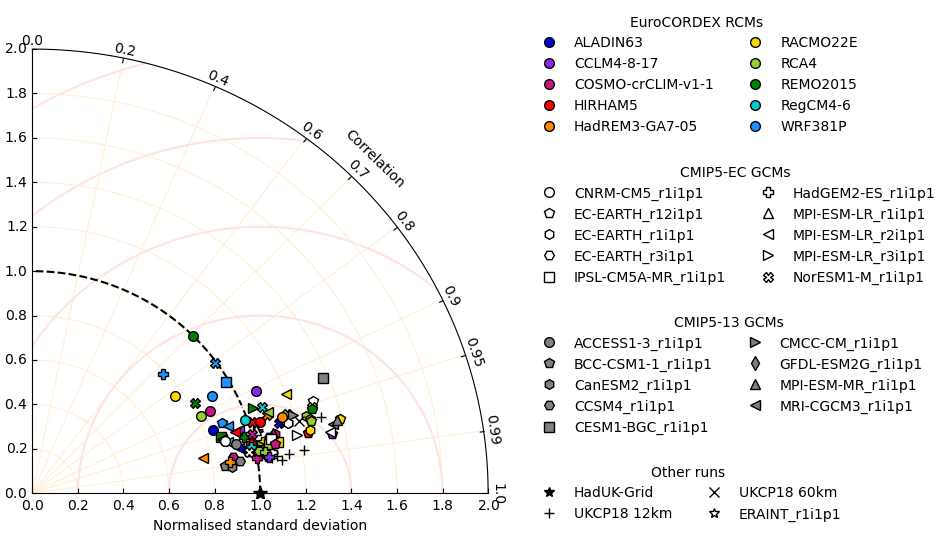 EuroCORDEX RCMs
ALADIN63 RACMO22E
CCLM4-8-17 RCA4
COSMO-crCLIM-v1-1 REMO2015
HIRHAM5 RegCM4-6
HadREM3-GA7-05 WRF381P
CMIP5-EC GCMs
CNRM-CM5_r1i1p1 HadGEM2-ES_r1i1p1
EC-EARTH_r12i1p1 MPI-ESM-LR_r1i1p1
EC-EARTH_r1i1p1 MPI-ESM-LR_r2i1p1
EC-EARTH_r3i1p1 MPI-ESM-LR_r3i1p1
IPSL-CM5A-MR_r1i1p1 NorESM1-M_r1i1p1
CMIP5-13 GCMs
ACCESS1-3_r1i1p1 CMCC-CM_r1i1p1
BCC-CSM1-1_r1i1p1 GFDL-ESM2G_r1i1p1
CanESM2_r1i1p1 MPI-ESM-MR_r1i1p1
CCSM4_r1i1p1 MRI-CGCM3_r1i1p1
CESM1-BGC_r1i1p1
Other runs
HadUK-Grid UKCP18 60km
UKCP18 12km ERAINT_r1i1p1
Correlation
0.0
0.2
0.4
0.6
0.7
0.8
0.9
0.95
0.99
1.0
2.0
1.8
1.6
1.4
1.2
1.0
0.8
0.6
0.4
0.2
0.0
0.0 0.2 0.4 0.6 0.8 1.0 1.2 1.4 1.6 1.8 2.0
Normalised standard deviation